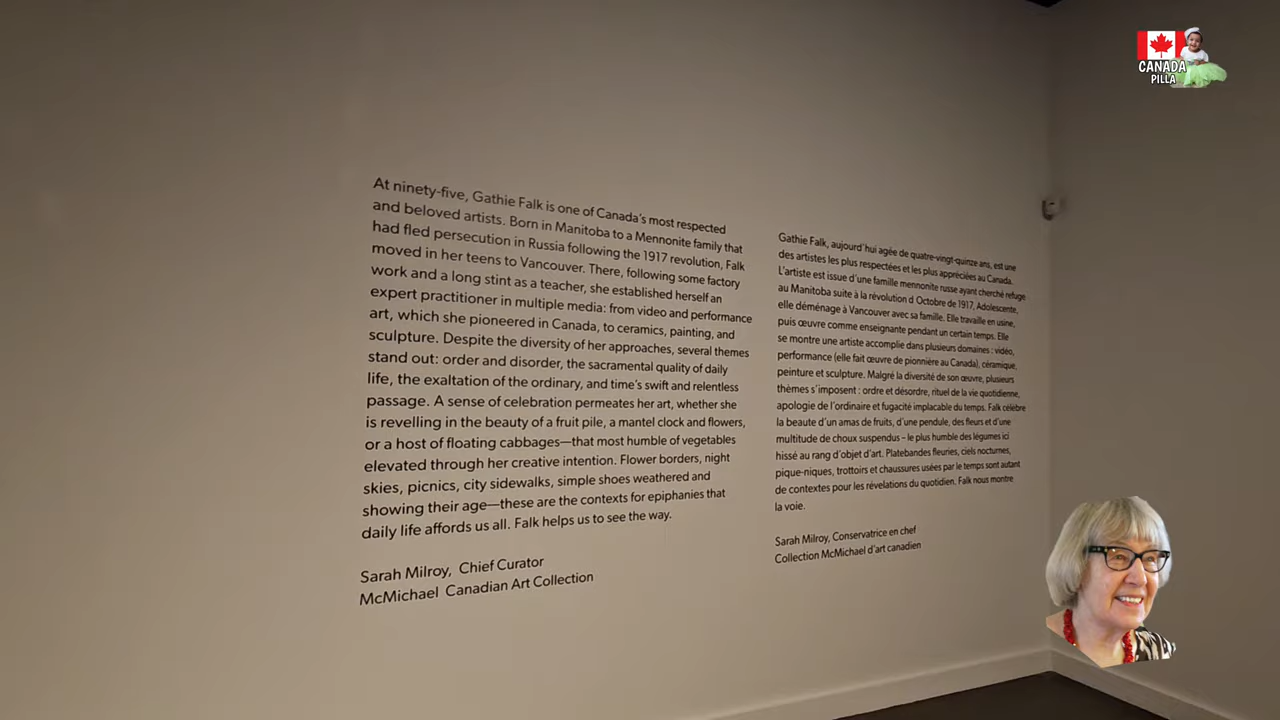 At ninety-five, Gathie Falk is one of Canada's most respected
and beloved artists. Born in Manitoba to a Mennonite family that
had fled persecution in Russia following the 1917 revolution, Falk
moved in her teens to Vancouver. There, following some factory
work and a long stint as a teacher, she established herself an
expert practitioner in multiple media: from video and performance
art, which she pioneered in Canada, to ceramics, painting, and
sculpture. Despite the diversity of her approaches, several themes
stand out: order and disorder, the sacramental quality of daily
life, the exaltation of the ordinary, and time's swift and relentless
passage. A sense of celebration permeates her art, whether she
is revelling in the beauty of a fruit pile, a mantel clock and flowers,
or a host of floating cabbages—that most humble of vegetables
elevated through her creative intention. Flower borders, night
skies, picnics, city sidewalks, simple shoes weathered and
showing their age—these are the contexts for epiphanies that
daily life affords us all. Falk helps us to see the way.
Sarah Milroy, Chief Curator
McMichael Canadian Art Collection
Gathie Falk, aujourd'hui agée de quatre-vingt-quinze ans, est une
des artistes les plus respectées et les plus appréciées au Canada.
L'artiste est issue d'une famille mennonite russe ayant cherché refuge
au Manitoba suite à la révolution d Octobre de 1917, Adolescente,
elle déménage à Vancouver avec sa famille. Elle travaille en usine,
puis œuvre comme enseignante pendant un certain temps. Elle
se montre une artiste accomplie dans plusieurs domaines : vidéo,
performance (elle fait œuvre de pionnière au Canada), céramique,
peinture et sculpture. Malgré la diversité de son œuvre, plusieurs
thèmes s'imposent : ordre et désordre, rituel de la vie quotidienne,
apologie de l'ordinaire et fugacité implacable du temps. Falk célèbre
la beaute d'un amas de fruits, d'une pendule, des fleurs et d'une
multitude de choux suspendus – le plus humble des légumes ici
hissé au rang d'objet d'art. Platebandes fleuries, ciels nocturnes,
pique-niques, trottoirs et chaussures usées par le temps sont autant
de contextes pour les révelations du quotidien. Falk nous montre
la voie.
Sarah Milroy, Conservatrice en chef
Collection McMichael d'art canadien
CANADA
PILLA